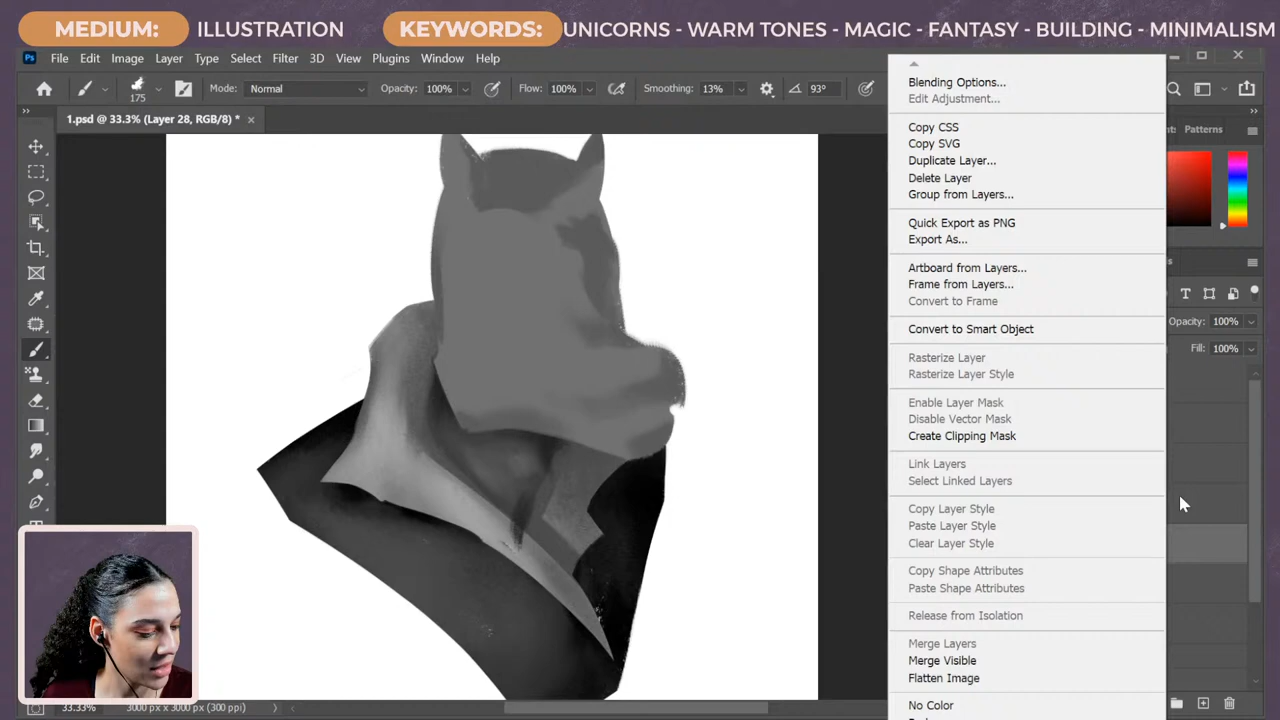 MEDIUM: ILLUSTRATION KEYWORDS: UNICORNS - WARM TONES - MAGIC - FANTASY - BUILDING - MINIMALISM
Ps File Edit Image Layer Type Select Filter 3D View Plugins Window Help
175 Mode: Normal Opacity: 100% Flow: 100% Smoothing: 13% 93°
1.psd @ 33.3% (Layer 28, RGB/8) *
Patterns
Opacity: 100%
Fill: 100%
Blending Options...
Edit Adjustment...
Copy CSS
Copy SVG
Duplicate Layer...
Delete Layer
Group from Layers...
Quick Export as PNG
Export As...
Artboard from Layers...
Frame from Layers...
Convert to Frame
Convert to Smart Object
Rasterize Layer
Rasterize Layer Style
Enable Layer Mask
Disable Vector Mask
Create Clipping Mask
Link Layers
Select Linked Layers
Copy Layer Style
Paste Layer Style
Clear Layer Style
Copy Shape Attributes
Paste Shape Attributes
Release from Isolation
Merge Layers
Merge Visible
Flatten Image
No Color
33.33% 3000 px x 3000 px (300 ppi)